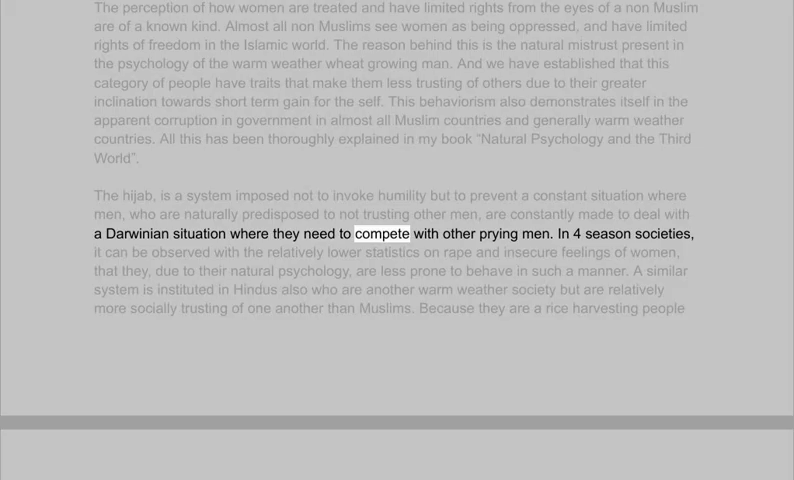 The perception of how women are treated and have limited rights from the eyes of a non Muslim
are of a known kind. Almost all non Muslims see women as being oppressed, and have limited
rights of freedom in the Islamic world. The reason behind this is the natural mistrust present in
the psychology of the warm weather wheat growing man. And we have established that this
category of people have traits that make them less trusting of others due to their greater
inclination towards short term gain for the self. This behaviorism also demonstrates itself in the
apparent corruption in government in almost all Muslim countries and generally warm weather
countries. All this has been thoroughly explained in my book “Natural Psychology and the Third
World”.
The hijab, is a system imposed not to invoke humility but to prevent a constant situation where
men, who are naturally predisposed to not trusting other men, are constantly made to deal with
a Darwinian situation where they need to compete with other prying men. In 4 season societies,
it can be observed with the relatively lower statistics on rape and insecure feelings of women,
that they, due to their natural psychology, are less prone to behave in such a manner. A similar
system is instituted in Hindus also who are another warm weather society but are relatively
more socially trusting of one another than Muslims. Because they are a rice harvesting people